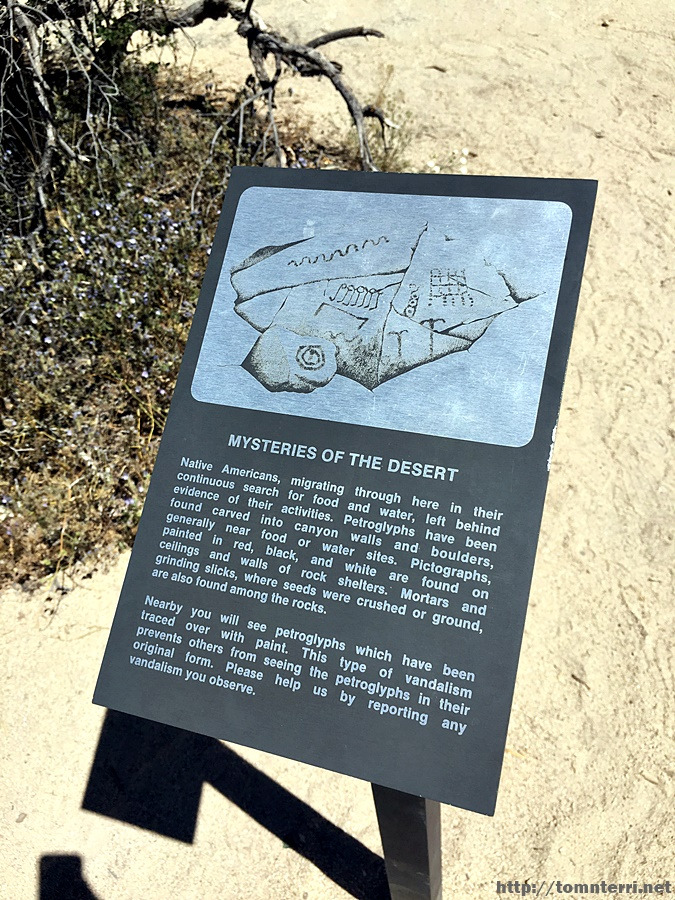 MYSTERIES OF THE DESERT
Native Americans, migrating through here in their
continuous search for food and water, left behind
evidence of their activities. Petroglyphs have been
found carved into canyon walls and boulders,
generally near food or water sites. Pictographs,
painted in red, black, and white are found on
ceilings and walls of rock shelters. Mortars and
grinding slicks, where seeds were crushed or ground,
are also found among the rocks.
Nearby you will see petroglyphs which have been
traced over with paint. This type of vandalism
prevents others from seeing the petroglyphs in their
original form. Please help us by reporting any
vandalism you observe.
http://tomnterri.net